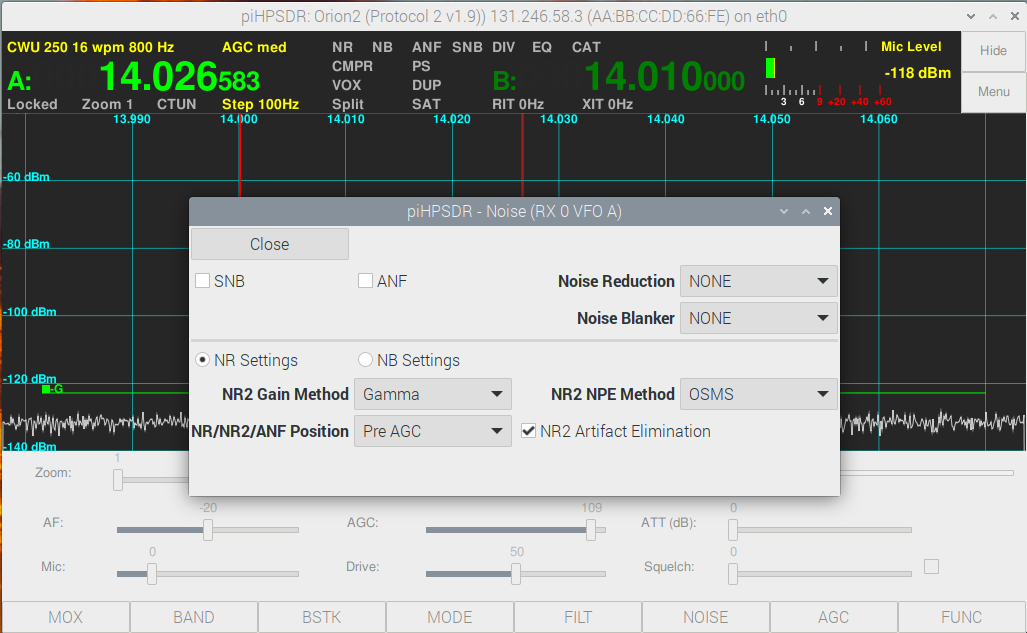 piHPSDR: Orion2 (Protocol 2 v1.9)) 131.246.58.3 (AA:BB:CC:DD:66:FE) on eth0
CWU 250 16 wpm 800 Hz AGC med NR NB ANF SNB DIV EQ CAT Mic Level Hide
CMPR PS
A: 14.026583 VOX DUP B: 14.010000 -118 dBm Menu
Locked Zoom 1 CTUN Step 100Hz Split SAT RIT 0Hz XIT 0Hz 3 6 9 +20 +40 +60
13.990 14.000 14.010 14.020 14.030 14.040 14.050 14.060
-60 dBm
piHPSDR - Noise (RX 0 VFO A)
Close
-80 dBm
SNB ANF Noise Reduction NONE
-100 dBm
Noise Blanker NONE
NR Settings NB Settings
-120 dBm
-G
NR2 Gain Method Gamma NR2 NPE Method OSMS
NR/NR2/ANF Position Pre AGC NR2 Artifact Elimination
-140 dBm
1
Zoom:
-20 109 0
AF: AGC: ATT (dB):
0 50 0
Mic: Drive: Squelch:
MOX BAND BSTK MODE FILT NOISE AGC FUNC